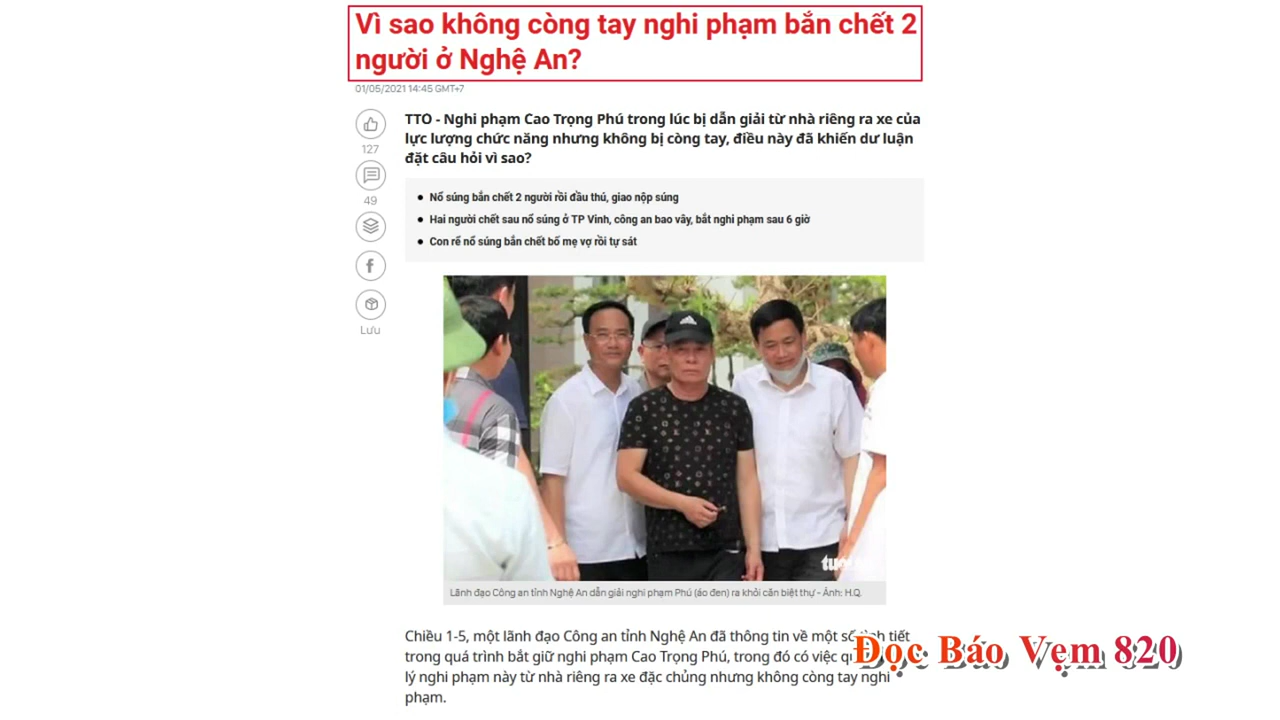 Vì sao không còng tay nghi phạm bắn chết 2
người ở Nghệ An?
01/05/2021 14:45 GMT+7
TTO - Nghi phạm Cao Trọng Phú trong lúc bị dẫn giải từ nhà riêng ra xe của
lực lượng chức năng nhưng không bị còng tay, điều này đã khiến dư luận
đặt câu hỏi vì sao?
127
49
Lưu
● Nổ súng bắn chết 2 người rồi đầu thú, giao nộp súng
● Hai người chết sau nổ súng ở TP Vinh, công an bao vây, bắt nghi phạm sau 6 giờ
● Con rể nổ súng bắn chết bố mẹ vợ rồi tự sát
Lãnh đạo Công an tỉnh Nghệ An dẫn giải nghi phạm Phú (áo đen) ra khỏi căn biệt thự - Ảnh: H.Q.
Chiều 1-5, một lãnh đạo Công an tỉnh Nghệ An đã thông tin về một số tình tiết
trong quá trình bắt giữ nghi phạm Cao Trọng Phú, trong đó có việc
lý nghi phạm này từ nhà riêng ra xe đặc chủng nhưng không còng tay nghi
phạm.
Đọc Báo Vẹm 820